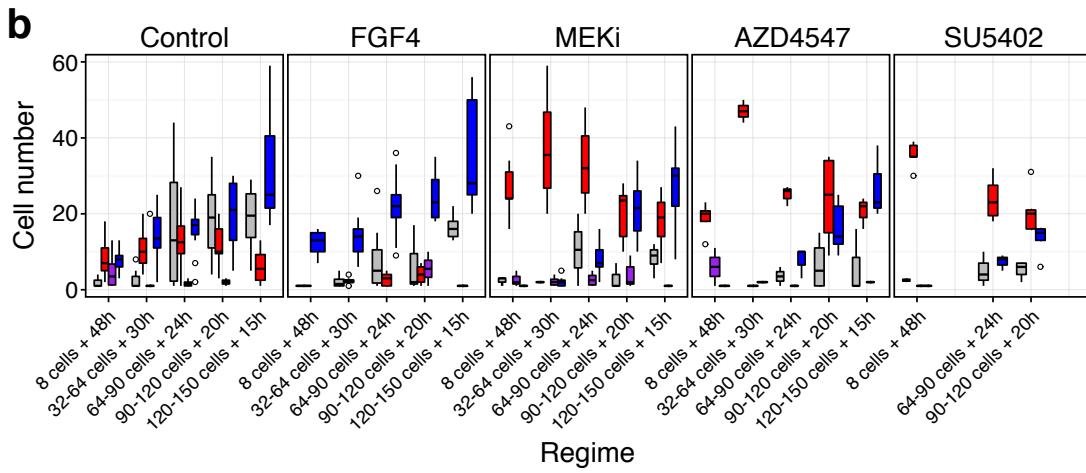 b
Control
FGF4
MEKi
AZD4547
SU5402
Cell number
60
40
20
0
8 cells + 48h
32-64 cells + 30h
64-90 cells + 24h
90-120 cells + 20h
120-150 cells + 15h
8 cells + 48h
32-64 cells + 30h
64-90 cells + 24h
90-120 cells + 20h
120-150 cells + 15h
8 cells + 48h
32-64 cells + 30h
64-90 cells + 24h
90-120 cells + 20h
120-150 cells + 15h
8 cells + 48h
32-64 cells + 30h
64-90 cells + 24h
90-120 cells + 20h
120-150 cells + 15h
8 cells + 48h
64-90 cells + 24h
90-120 cells + 20h
Regime